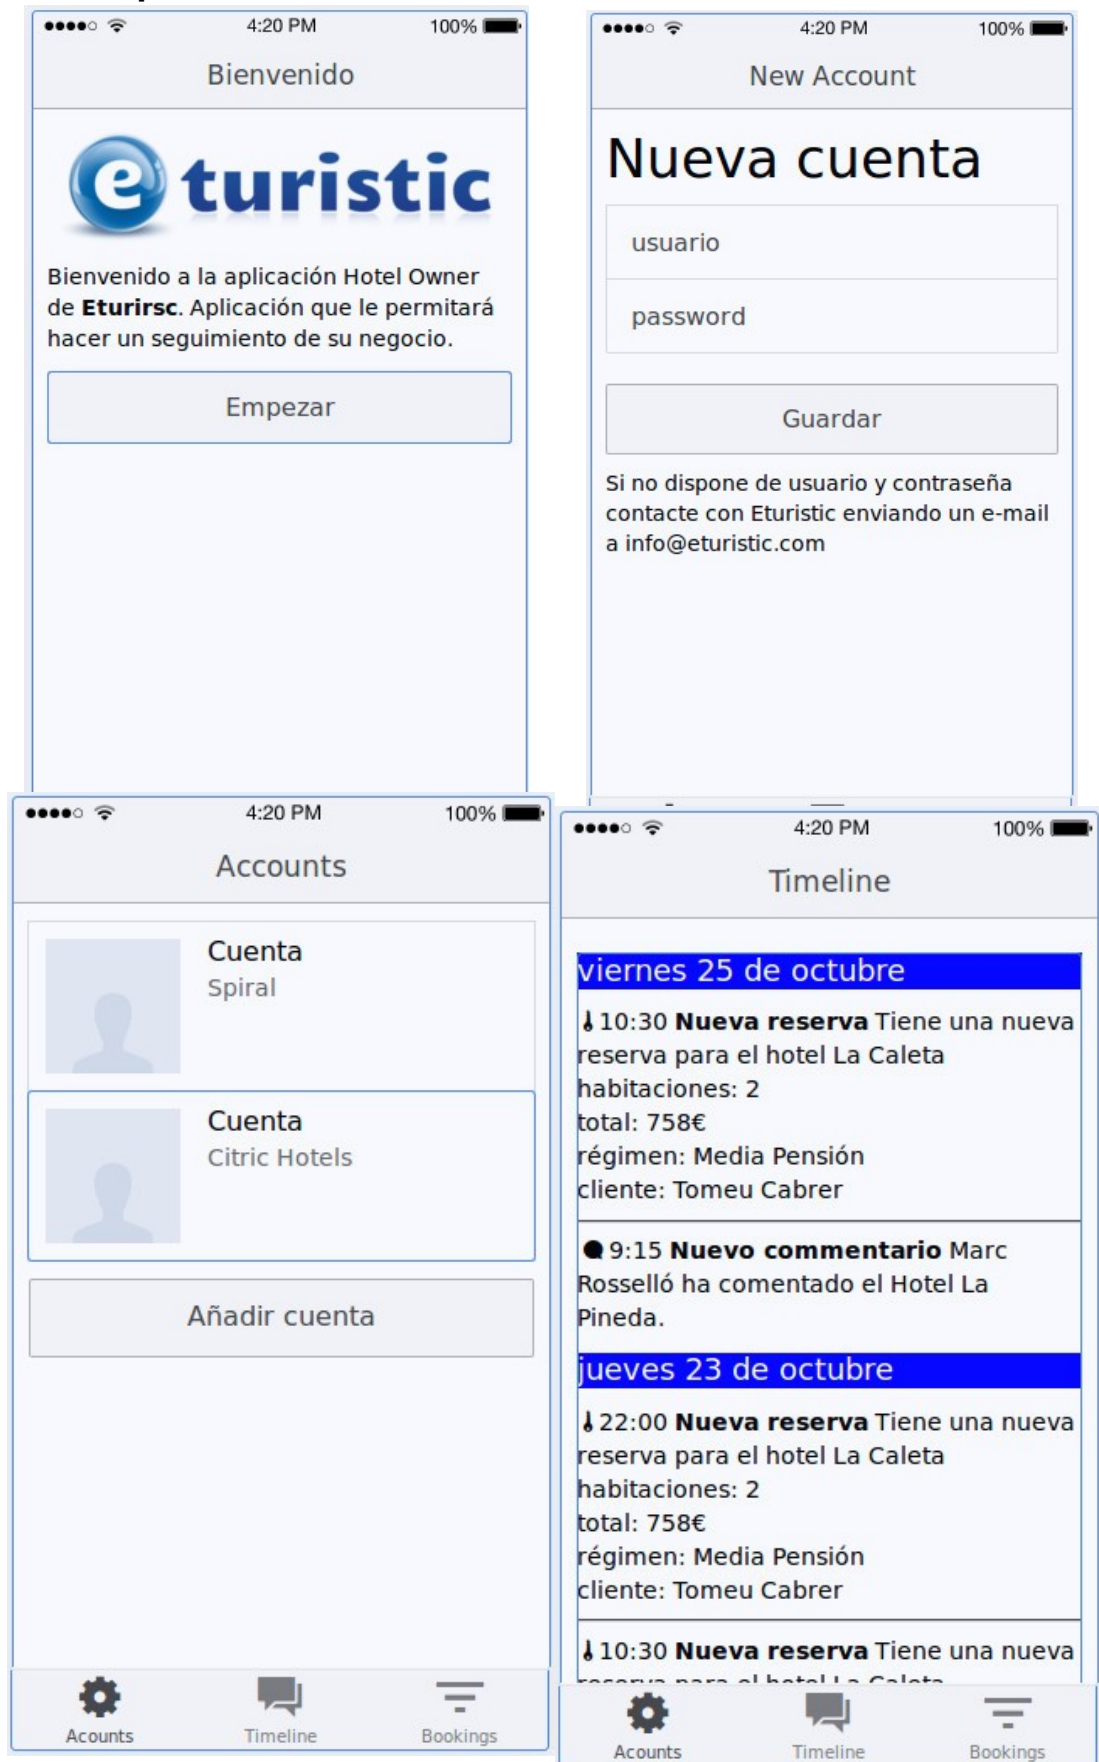 4:20 PM 100%
Bienvenido
e turistic
Bienvenido a la aplicación Hotel Owner
de Eturirsc. Aplicación que le permitará
hacer un seguimiento de su negocio.
Empezar
4:20 PM 100%
New Account
Nueva cuenta
usuario
password
Guardar
Si no dispone de usuario y contraseña
contacte con Eturistic enviando un e-mail
a info@eturistic.com
4:20 PM 100%
Accounts
Cuenta
Spiral
Cuenta
Citric Hotels
Añadir cuenta
Acounts Timeline Bookings
4:20 PM 100%
Timeline
viernes 25 de octubre
10:30 Nueva reserva Tiene una nueva
reserva para el hotel La Caleta
habitaciones: 2
total: 758€
régimen: Media Pensión
cliente: Tomeu Cabrer
9:15 Nuevo commentario Marc
Rosselló ha comentado el Hotel La
Pineda.
jueves 23 de octubre
22:00 Nueva reserva Tiene una nueva
reserva para el hotel La Caleta
habitaciones: 2
total: 758€
régimen: Media Pensión
cliente: Tomeu Cabrer
10:30 Nueva reserva Tiene una nueva
reserva para el hotel La Caleta
Acounts Timeline Bookings